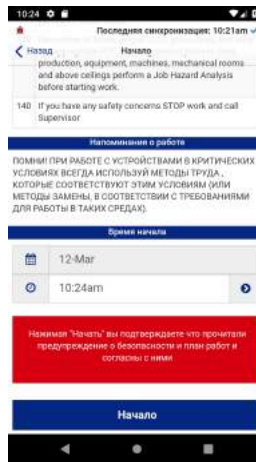 10:24
Последняя синхронизация: 10:21am
Назад
Начало
production, equipment, machines, mechanical rooms
and above ceilings perform a Job Hazard Analysis
before starting work.
140 If you have any safety concerns STOP work and call
Supervisor
Напоминания о работе
ПОМНИ! ПРИ РАБОТЕ С УСТРОЙСТВАМИ В КРИТИЧЕСКИХ
УСЛОВИЯХ ВСЕГДА ИСПОЛЬЗУЙ МЕТОДЫ ТРУДА ,
КОТОРЫЕ СООТВЕТСТВУЮТ ЭТИМ УСЛОВИЯМ (ИЛИ
МЕТОДЫ ЗАМЕНЫ, В СООТВЕТСТВИИ С ТРЕБОВАНИЯМИ
ДЛЯ РАБОТЫ В ТАКИХ СРЕДАХ).
Время начала
12-Mar
10:24am
Нажимая "Начать" вы подтверждаете что прочитали
предупреждение о безопасности и план работ и
согласны с ними
Начало